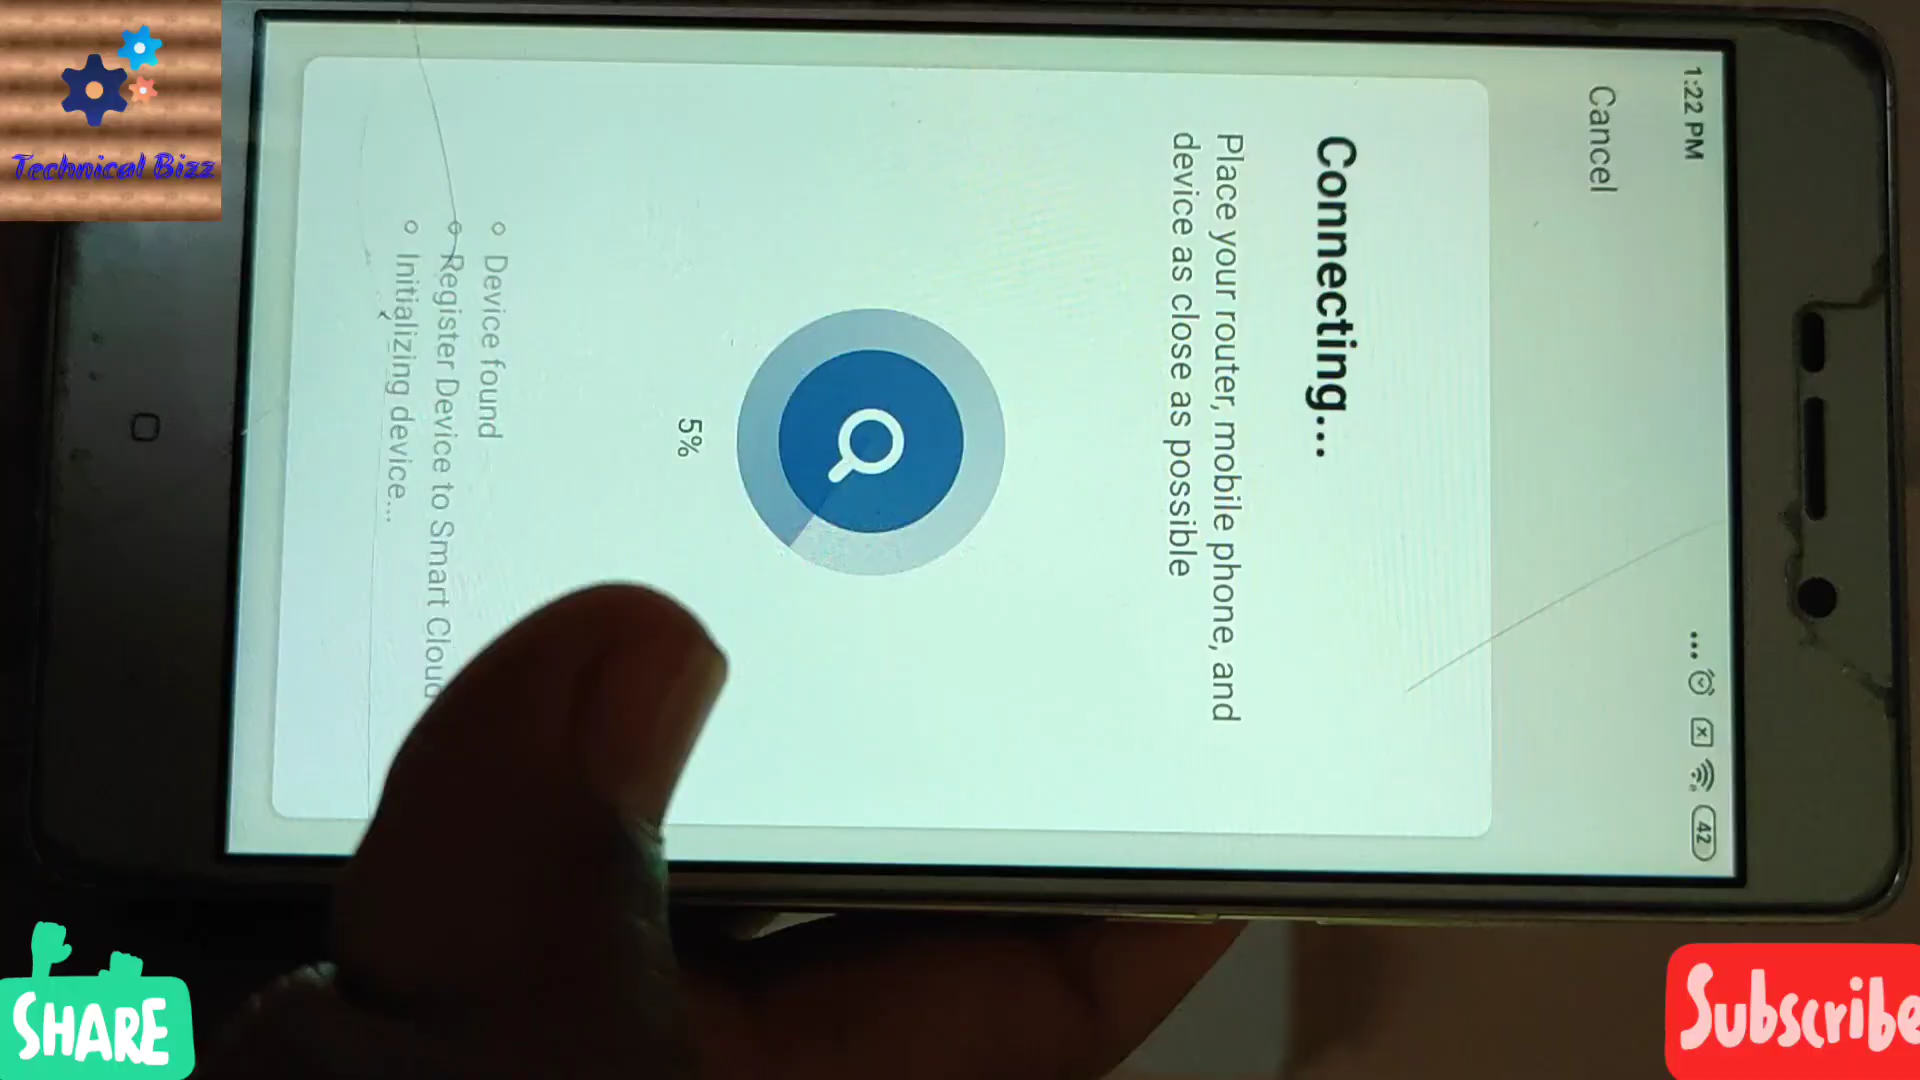 Technical Bizz
1:22 PM
42
Cancel
Connecting...
Place your router, mobile phone, and
device as close as possible
5%
Device found
Register Device to Smart Cloud
Initializing device...
SHARE
Subscribe